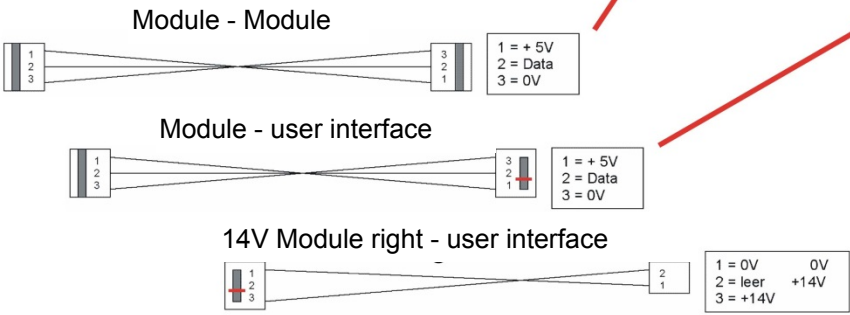 Module - Module
1
2
3
3
2
1
1 = + 5V
2 = Data
3 = 0V
Module - user interface
1
2
3
3
2
1
1 = + 5V
2 = Data
3 = 0V
14V Module right - user interface
1
2
3
2
1
1 = 0V 0V
2 = leer +14V
3 = +14V